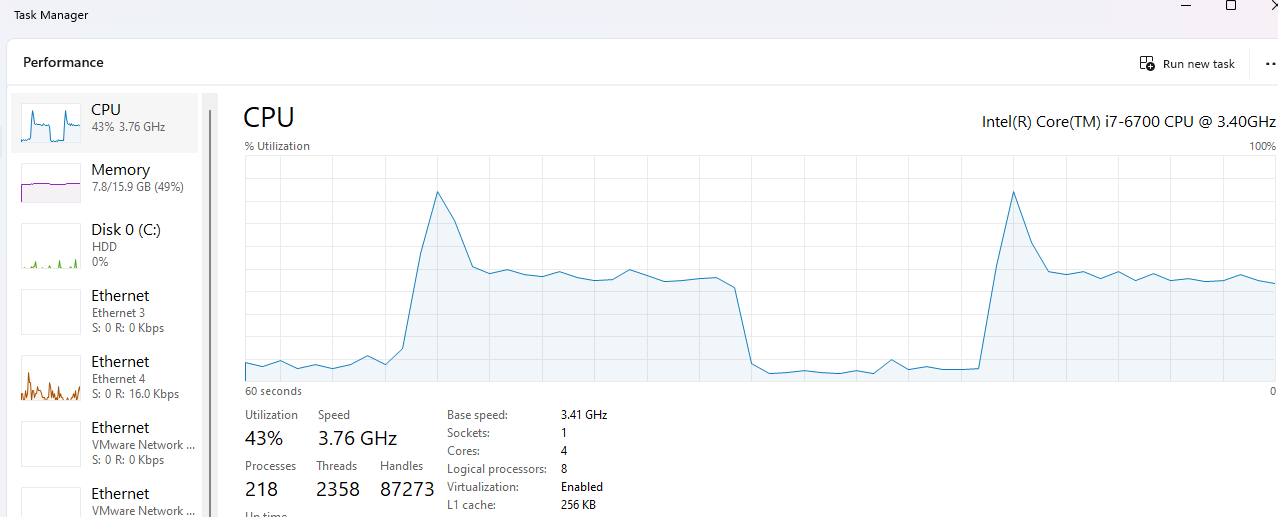 Task Manager
Performance
Run new task
CPU
43% 3.76 GHz
Memory
7.8/15.9 GB (49%)
Disk 0 (C:)
HDD
0%
Ethernet
Ethernet 3
S: 0 R: 0 Kbps
Ethernet
Ethernet 4
S: 0 R: 16.0 Kbps
Ethernet
VMware Network ...
S: 0 R: 0 Kbps
Ethernet
VMware Network ...
CPU
Intel(R) Core(TM) i7-6700 CPU @ 3.40GHz
% Utilization 100%
60 seconds 0
Utilization Speed
43% 3.76 GHz
Processes Threads Handles
218 2358 87273
Up time
Base speed: 3.41 GHz
Sockets: 1
Cores: 4
Logical processors: 8
Virtualization: Enabled
L1 cache: 256 KB